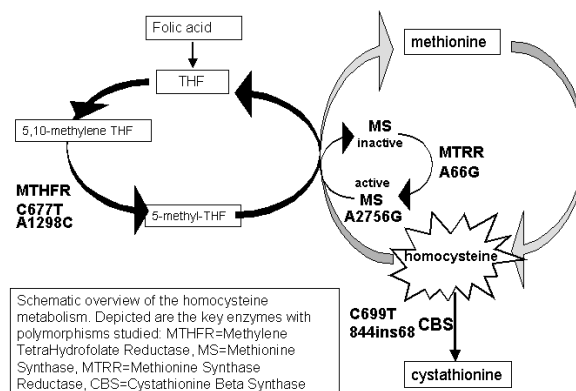 Folic acid
THF
5,10-methylene THF
MTHFR
C677T
A1298C
5-methyl-THF
methionine
MS
inactive
MTRR
A66G
active
MS
A2756G
homocysteine
C699T
844ins68
CBS
cystathionine
Schematic overview of the homocysteine
metabolism. Depicted are the key enzymes with
polymorphisms studied: MTHFR=Methylene
TetraHydrofolate Reductase, MS=Methionine
Synthase, MTRR=Methionine Synthase
Reductase, CBS=Cystathionine Beta Synthase